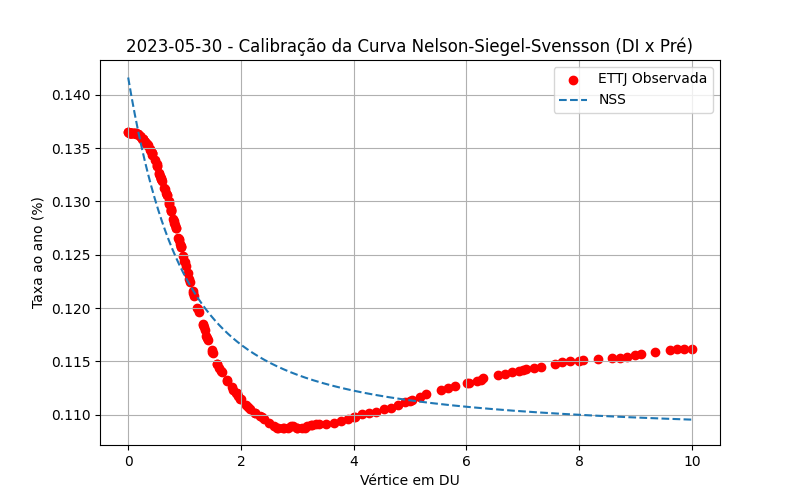 2023-05-30 - Calibração da Curva Nelson-Siegel-Svensson (DI x Pré)
ETTJ Observada
NSS
Taxa ao ano (%)
0.140
0.135
0.130
0.125
0.120
0.115
0.110
0 2 4 6 8 10
Vértice em DU